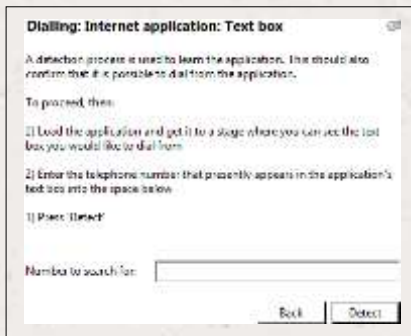 Dialling: Internet application: Text box
A detection process is used to learn the application. This should also
confirm that it is possible to dial from the application.
To proceed, then:
1) Load the application and get it to a stage where you can see the text
box you would like to dial from
2) Enter the telephone number that presently appears in the application's
text box into the space below
3) Press 'Detect'
Number to search for:
Back
Detect